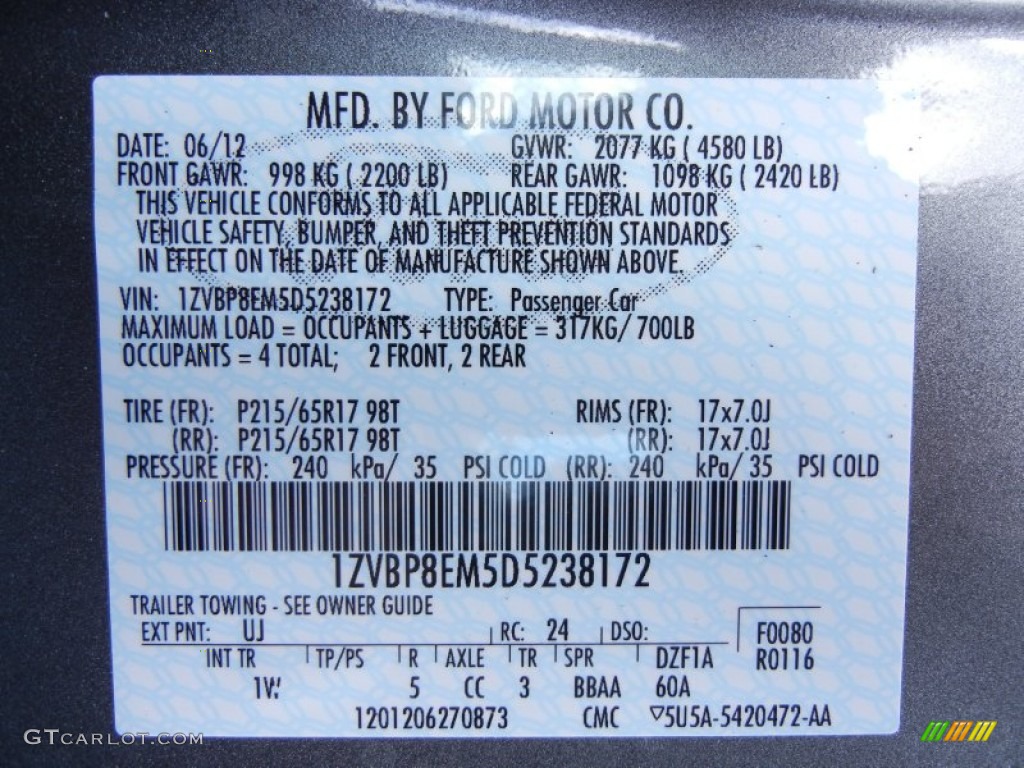 MFD. BY FORD MOTOR CO.
DATE: 06/12 GVWR: 2077 KG ( 4580 LB)
FRONT GAWR: 998 KG ( 2200 LB) REAR GAWR: 1098 KG ( 2420 LB)
THIS VEHICLE CONFORMS TO ALL APPLICABLE FEDERAL MOTOR
VEHICLE SAFETY, BUMPER, AND THEFT PREVENTION STANDARDS
IN EFFECT ON THE DATE OF MANUFACTURE SHOWN ABOVE.
VIN: 1ZVBP8EM5D5238172 TYPE: Passenger Car
MAXIMUM LOAD = OCCUPANTS + LUGGAGE = 317KG/ 700LB
OCCUPANTS = 4 TOTAL; 2 FRONT, 2 REAR
TIRE (FR): P215/65R17 98T RIMS (FR): 17x7.0J
(RR): P215/65R17 98T (RR): 17x7.0J
PRESSURE (FR): 240 kPa/ 35 PSI COLD (RR): 240 kPa/ 35 PSI COLD
1ZVBP8EM5D5238172
TRAILER TOWING - SEE OWNER GUIDE
EXT PNT: UJ RC: 24 DSO: F0080
INT TR TP/PS R AXLE TR SPR DZF1A R0116
1W 5 CC 3 BBAA 60A
1201206270873 CMC ▽5U5A-5420472-AA
GTCARLOT.COM